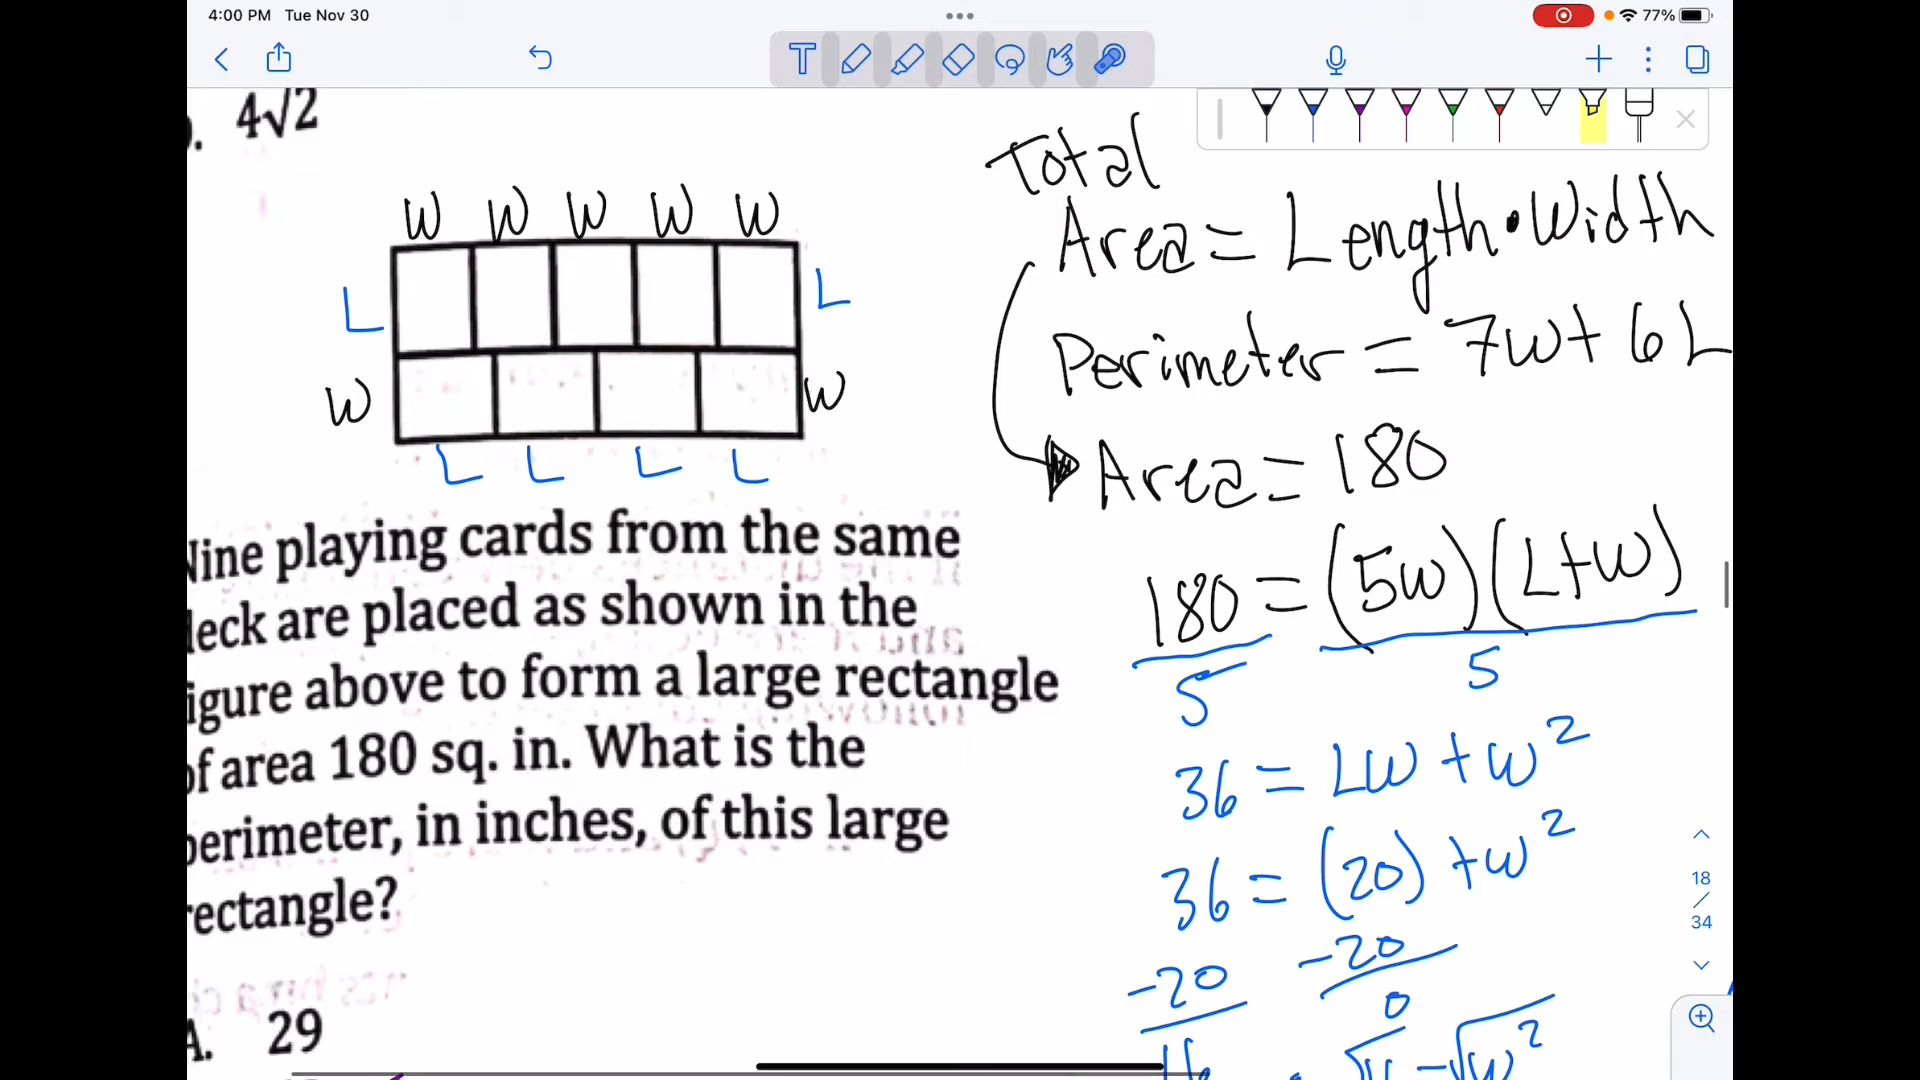 4:00 PM Tue Nov 30
77%
4√2
Total
W W W W W
Area = Length · Width
L L
Perimeter = 7w + 6L
W W
Area = 180
L L L L
Nine playing cards from the same
deck are placed as shown in the
figure above to form a large rectangle
of area 180 sq. in. What is the
perimeter, in inches, of this large
rectangle?
180 = (5w)(L+w)
5 5
36 = LW + w²
36 = (20) + w²
-20 -20
0
√w²
18
/
34
A. 29